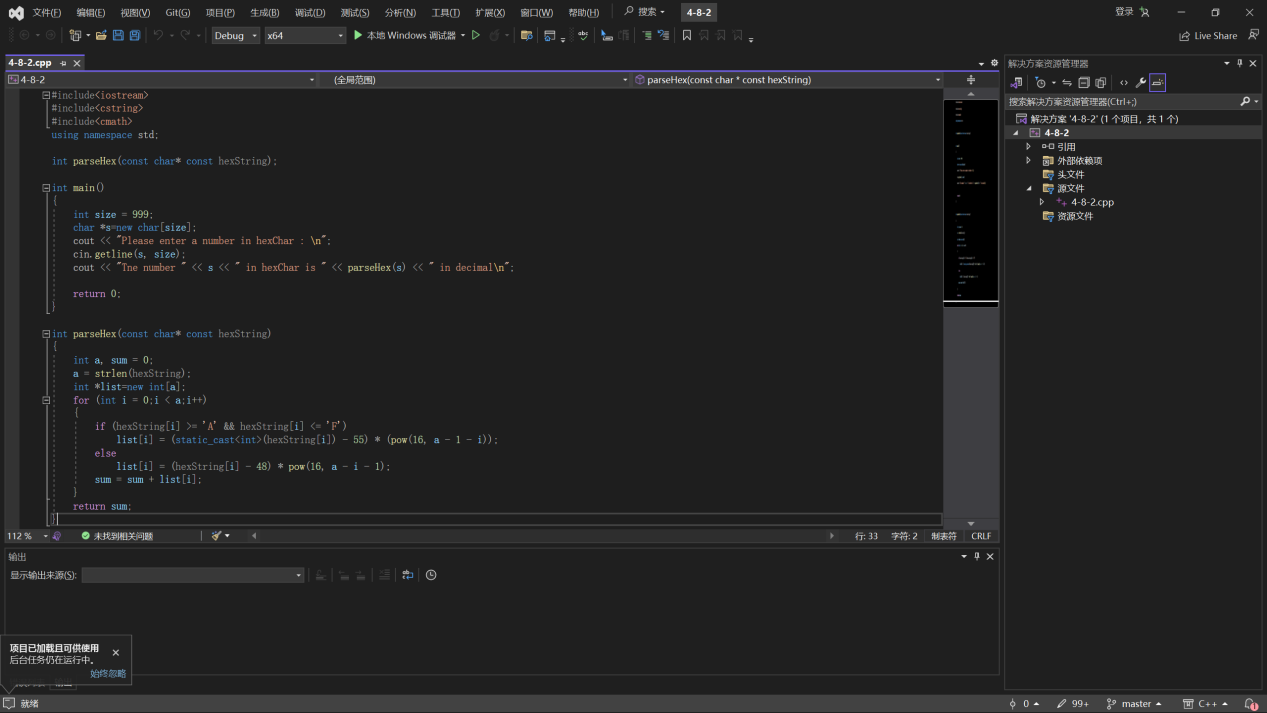 文件(F) 编辑(E) 视图(V) Git(G) 项目(P) 生成(B) 调试(D) 测试(S) 分析(N) 工具(T) 扩展(X) 窗口(W) 帮助(H) 搜索 4-8-2 登录
Debug x64 本地 Windows 调试器 Live Share
4-8-2.cpp
4-8-2 (全局范围) parseHex(const char * const hexString)
#include<iostream>
#include<cstring>
#include<cmath>
using namespace std;
int parseHex(const char* const hexString);
int main()
{
int size = 999;
char *s=new char[size];
cout << "Please enter a number in hexChar : \n";
cin.getline(s, size);
cout << "Tne number " << s << " in hexChar is " << parseHex(s) << " in decimal\n";
return 0;
}
int parseHex(const char* const hexString)
{
int a, sum = 0;
a = strlen(hexString);
int *list=new int[a];
for (int i = 0;i < a;i++)
{
if (hexString[i] >= 'A' && hexString[i] <= 'F')
list[i] = (static_cast<int>(hexString[i]) - 55) * (pow(16, a - 1 - i));
else
list[i] = (hexString[i] - 48) * pow(16, a - i - 1);
sum = sum + list[i];
}
return sum;
}
112 % 未找到相关问题 行: 33 字符: 2 制表符 CRLF
输出
显示输出来源(S):
项目已加载且可供使用
后台任务仍在运行中。
始终忽略
就绪 0 99+ master C++ 1
解决方案资源管理器
搜索解决方案资源管理器(Ctrl+;)
解决方案 '4-8-2' (1 个项目，共 1 个)
4-8-2
引用
外部依赖项
头文件
源文件
4-8-2.cpp
资源文件